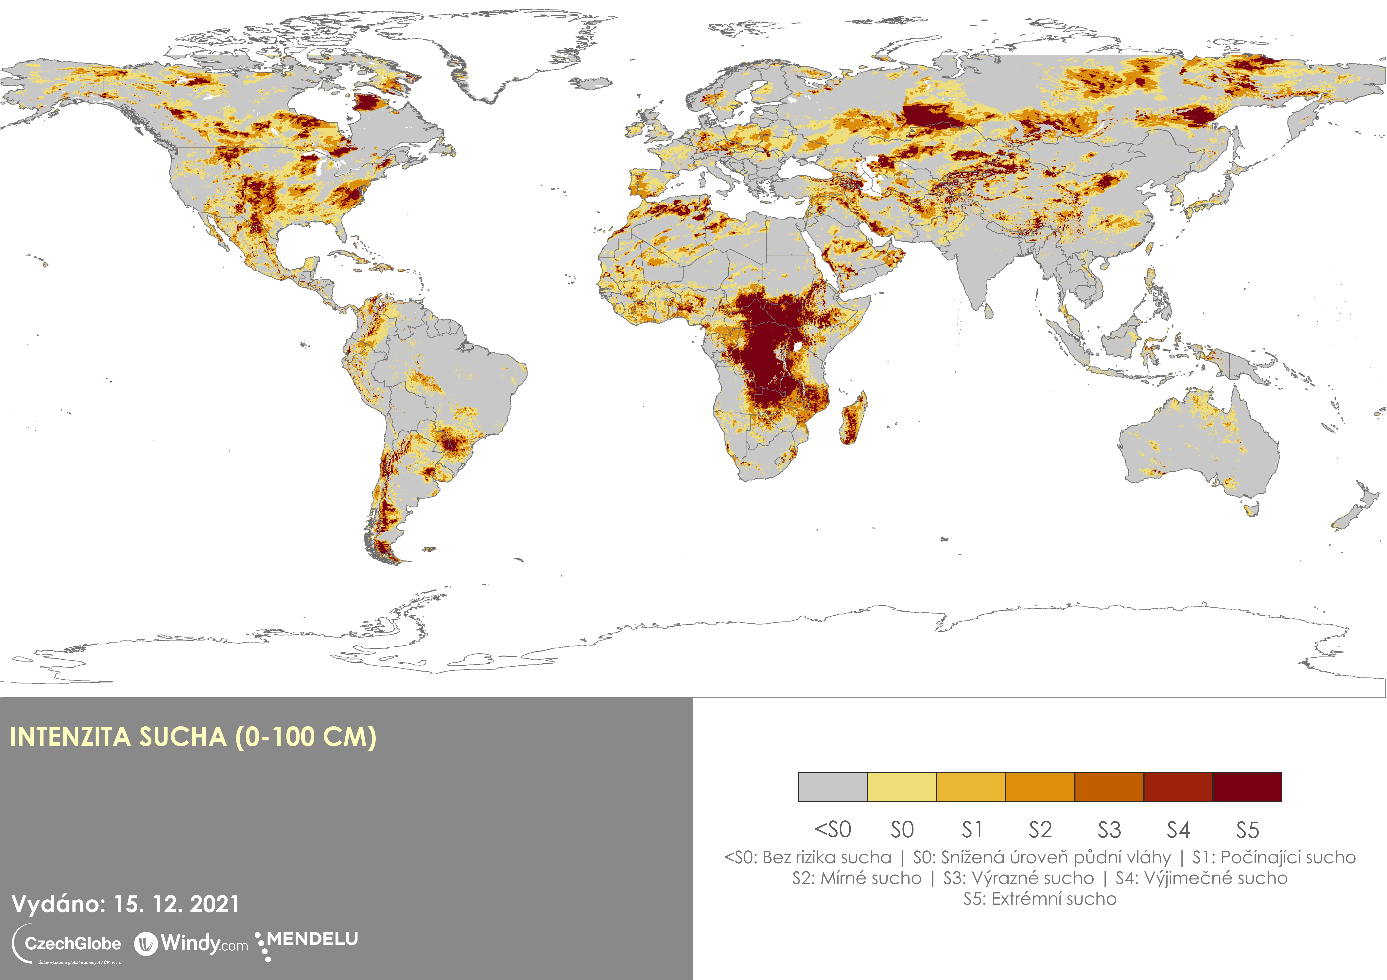 INTENZITA SUCHA (0-100 CM)
<S0 S0 S1 S2 S3 S4 S5
<S0: Bez rizika sucha | S0: Snížená úroveň půdní vláhy | S1: Počínající sucho
S2: Mírné sucho | S3: Výrazné sucho | S4: Výjimečné sucho
S5: Extrémní sucho
Vydáno: 15. 12. 2021
CzechGlobe Windy.com MENDELU